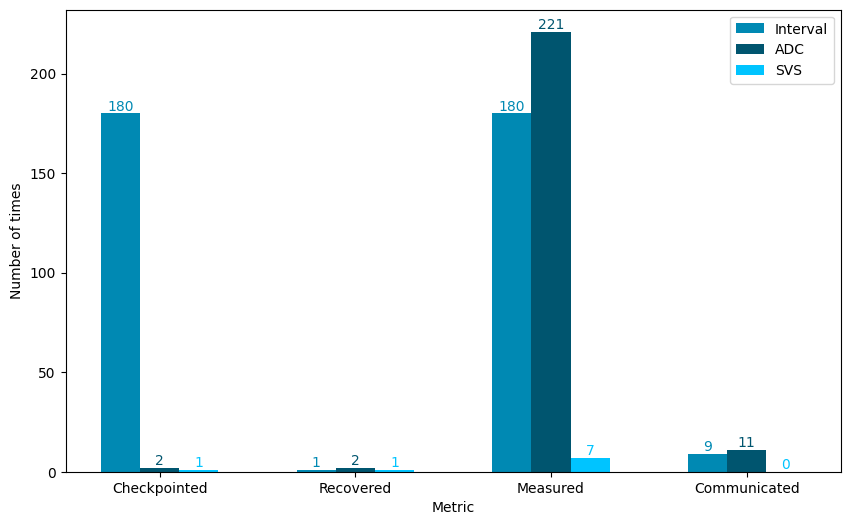 Interval
ADC
SVS
Number of times
200
150
100
50
0
180
2
1
1
2
1
180
221
7
9
11
0
Checkpointed
Recovered
Measured
Communicated
Metric